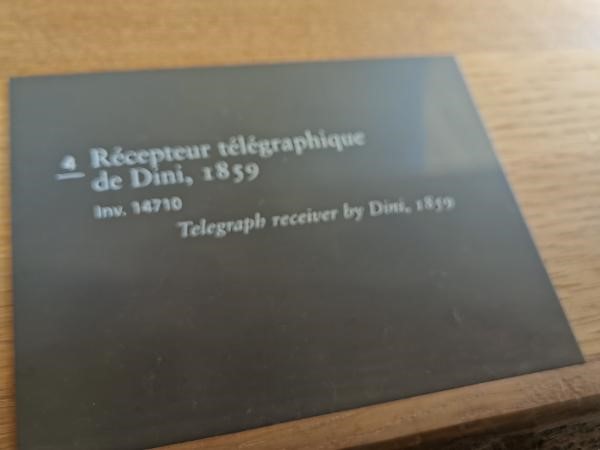 4 Récepteur télégraphique
de Dini, 1859
Inv. 14710
Telegraph receiver by Dini, 1859